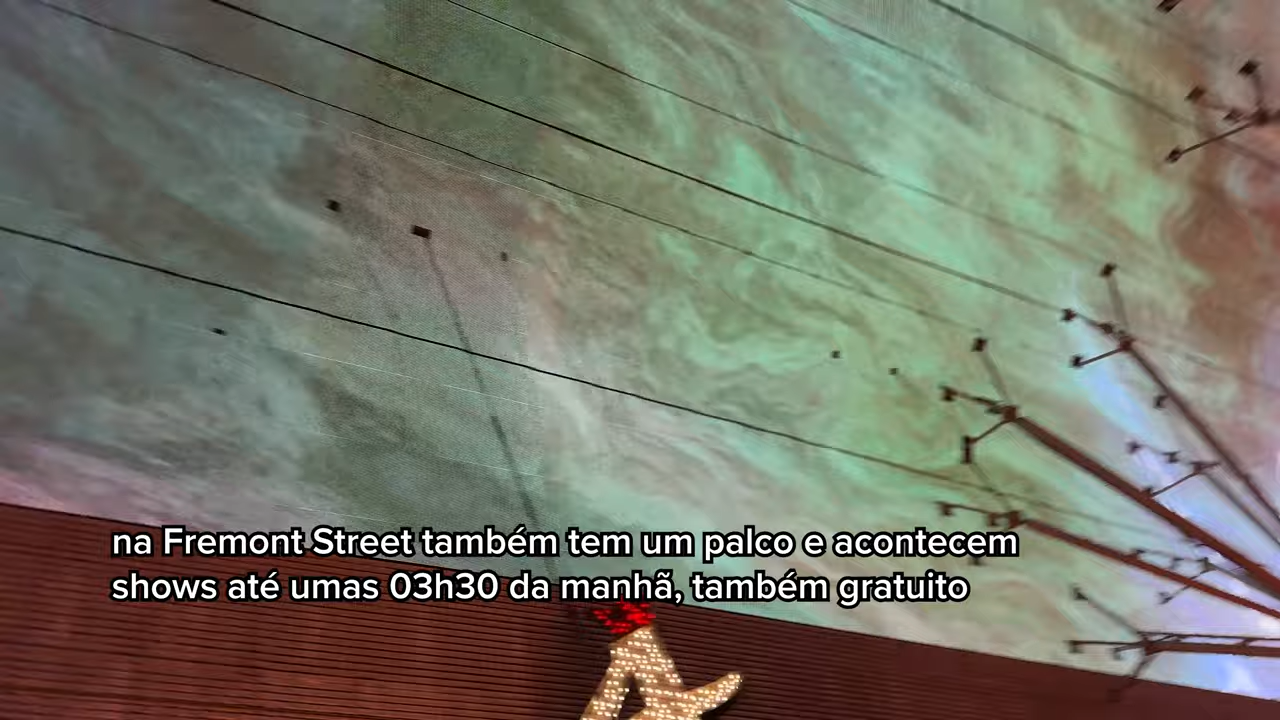 na Fremont Street também tem um palco e acontecem
shows até umas 03h30 da manhã, também gratuito